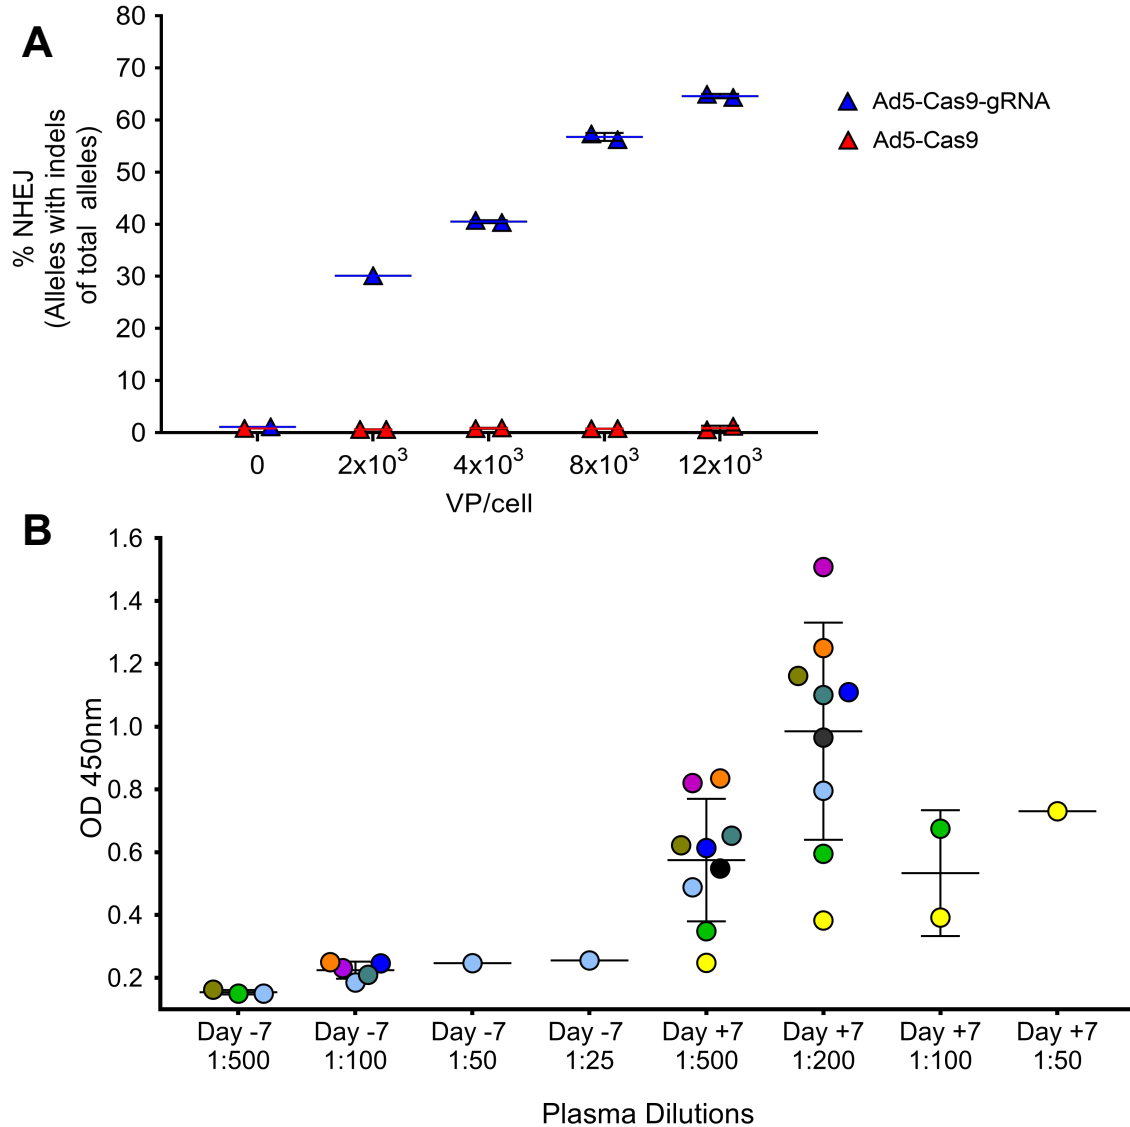 A
80
70
60
50
40
30
20
10
0
% NHEJ
(Alleles with indels
of total alleles)
Ad5-Cas9-gRNA
Ad5-Cas9
0 2x10³ 4x10³ 8x10³ 12x10³
VP/cell
B
1.6
1.4
1.2
1.0
0.8
0.6
0.4
0.2
OD 450nm
Day -7 Day -7 Day -7 Day -7 Day +7 Day +7 Day +7 Day +7
1:500 1:100 1:50 1:25 1:500 1:200 1:100 1:50
Plasma Dilutions